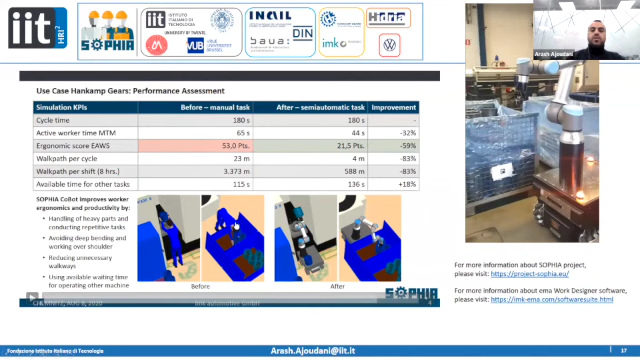 iit
HRI²
SOPHIA
iit
ISTITUTO
ITALIANO DI
TECNOLOGIA
UNIVERSITY OF TWENTE.
VUB
VRIJE
UNIVERSITEIT
BRUSSEL
INAIL
DIN
baua:
imk
Hdria
Arash Ajoudani
Use Case Hankamp Gears: Performance Assessment
Simulation KPIs Before – manual task After – semiautomatic task Improvement
Cycle time 180 s 180 s -
Active worker time MTM 65 s 44 s -32%
Ergonomic score EAWS 53,0 Pts. 21,5 Pts. -59%
Walkpath per cycle 23 m 4 m -83%
Walkpath per shift (8 hrs.) 3.373 m 588 m -83%
Available time for other tasks 115 s 136 s +18%
SOPHIA CoBot improves worker
ergonomics and productivity by:
• Handling of heavy parts and
conducting repetitive tasks
• Avoiding deep bending and
working over shoulder
• Reducing unnecessary
walkways
• Using available waiting time
for operating other machine
Before
After
CHEMNITZ, AUG 6, 2020
imk automotive GmbH
SOPHIA
4
For more information about SOPHIA project,
please visit: https://project-sophia.eu/
For more information about ema Work Designer software,
please visit: https://imk-ema.com/softwaresuite.html
Fondazione Istituto Italiano di Tecnologia
Arash.Ajoudani@iit.it
37